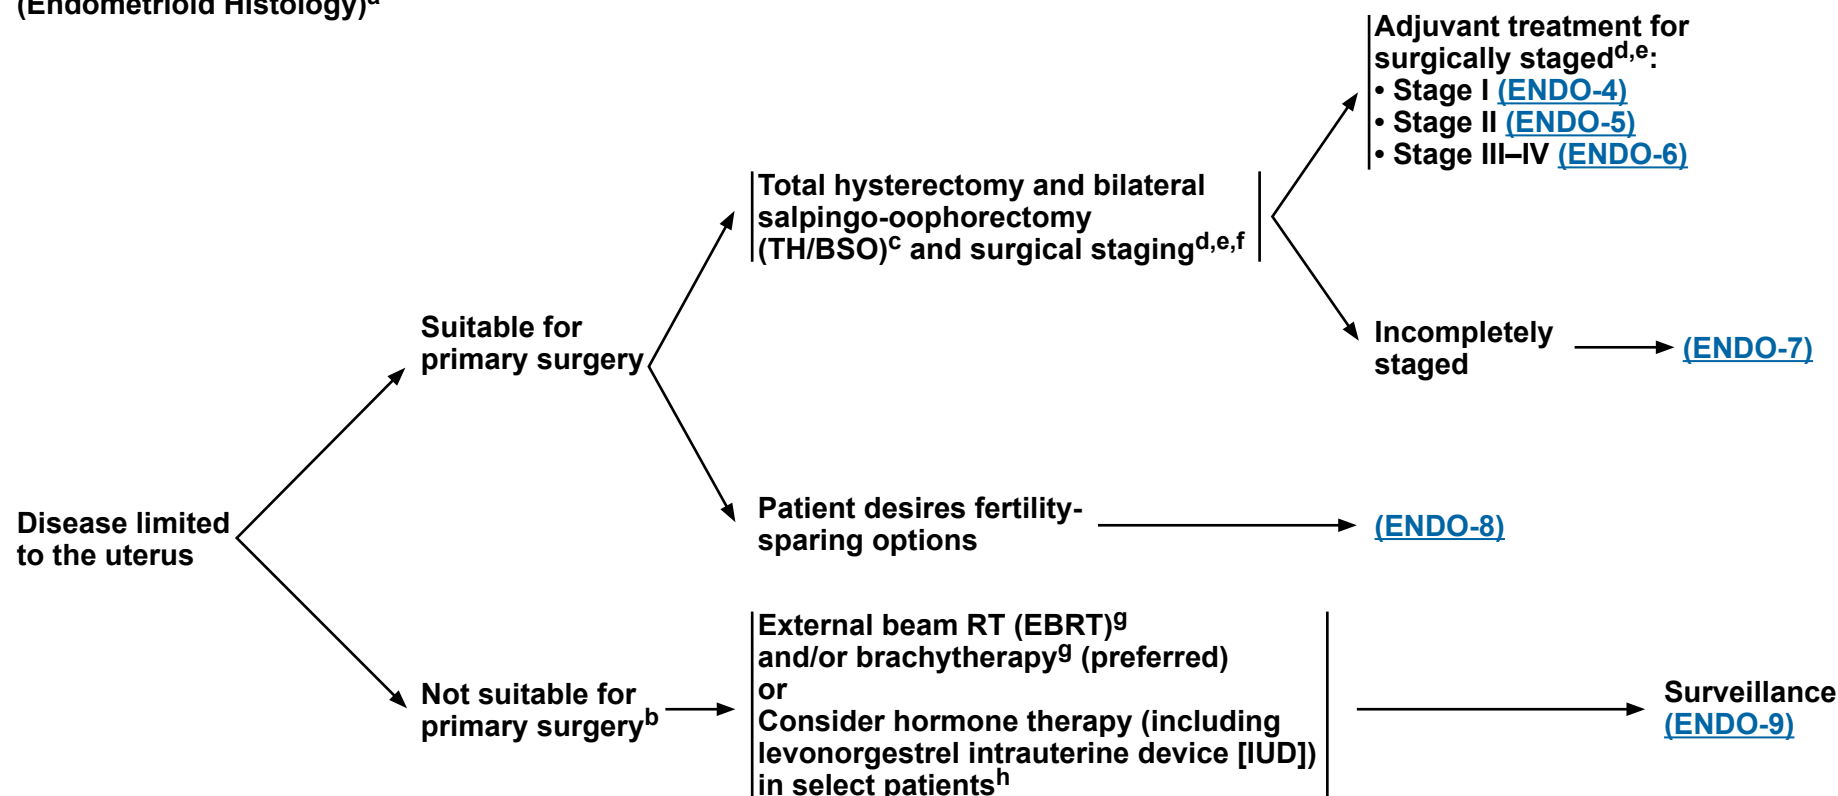 (Endometrioid Histology)a
Adjuvant treatment for
surgically stagedd,e:
• Stage I (ENDO-4)
• Stage II (ENDO-5)
• Stage III–IV (ENDO-6)
Total hysterectomy and bilateral
salpingo-oophorectomy
(TH/BSO)c and surgical stagingd,e,f
Suitable for
primary surgery
Incompletely
staged
(ENDO-7)
Disease limited
to the uterus
Patient desires fertility-
sparing options
(ENDO-8)
Not suitable for
primary surgeryb
External beam RT (EBRT)g
and/or brachytherapyg (preferred)
or
Consider hormone therapy (including
levonorgestrel intrauterine device [IUD])
in select patientsh
Surveillance
(ENDO-9)